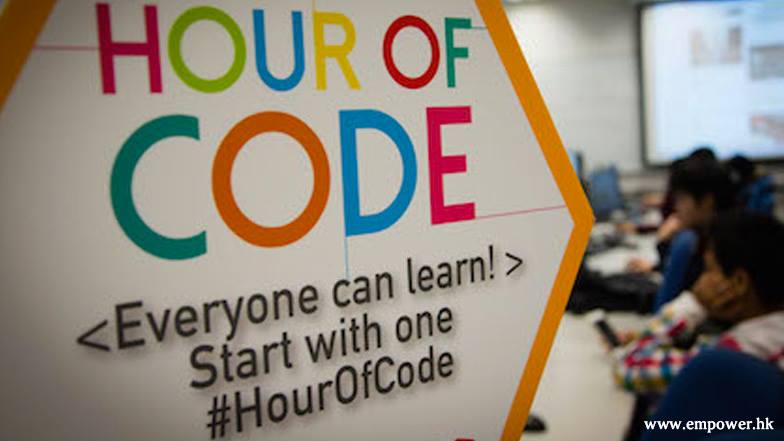 HOUR OF
CODE
<Everyone can learn! >
Start with one
#HourOfCode
www.empower.hk